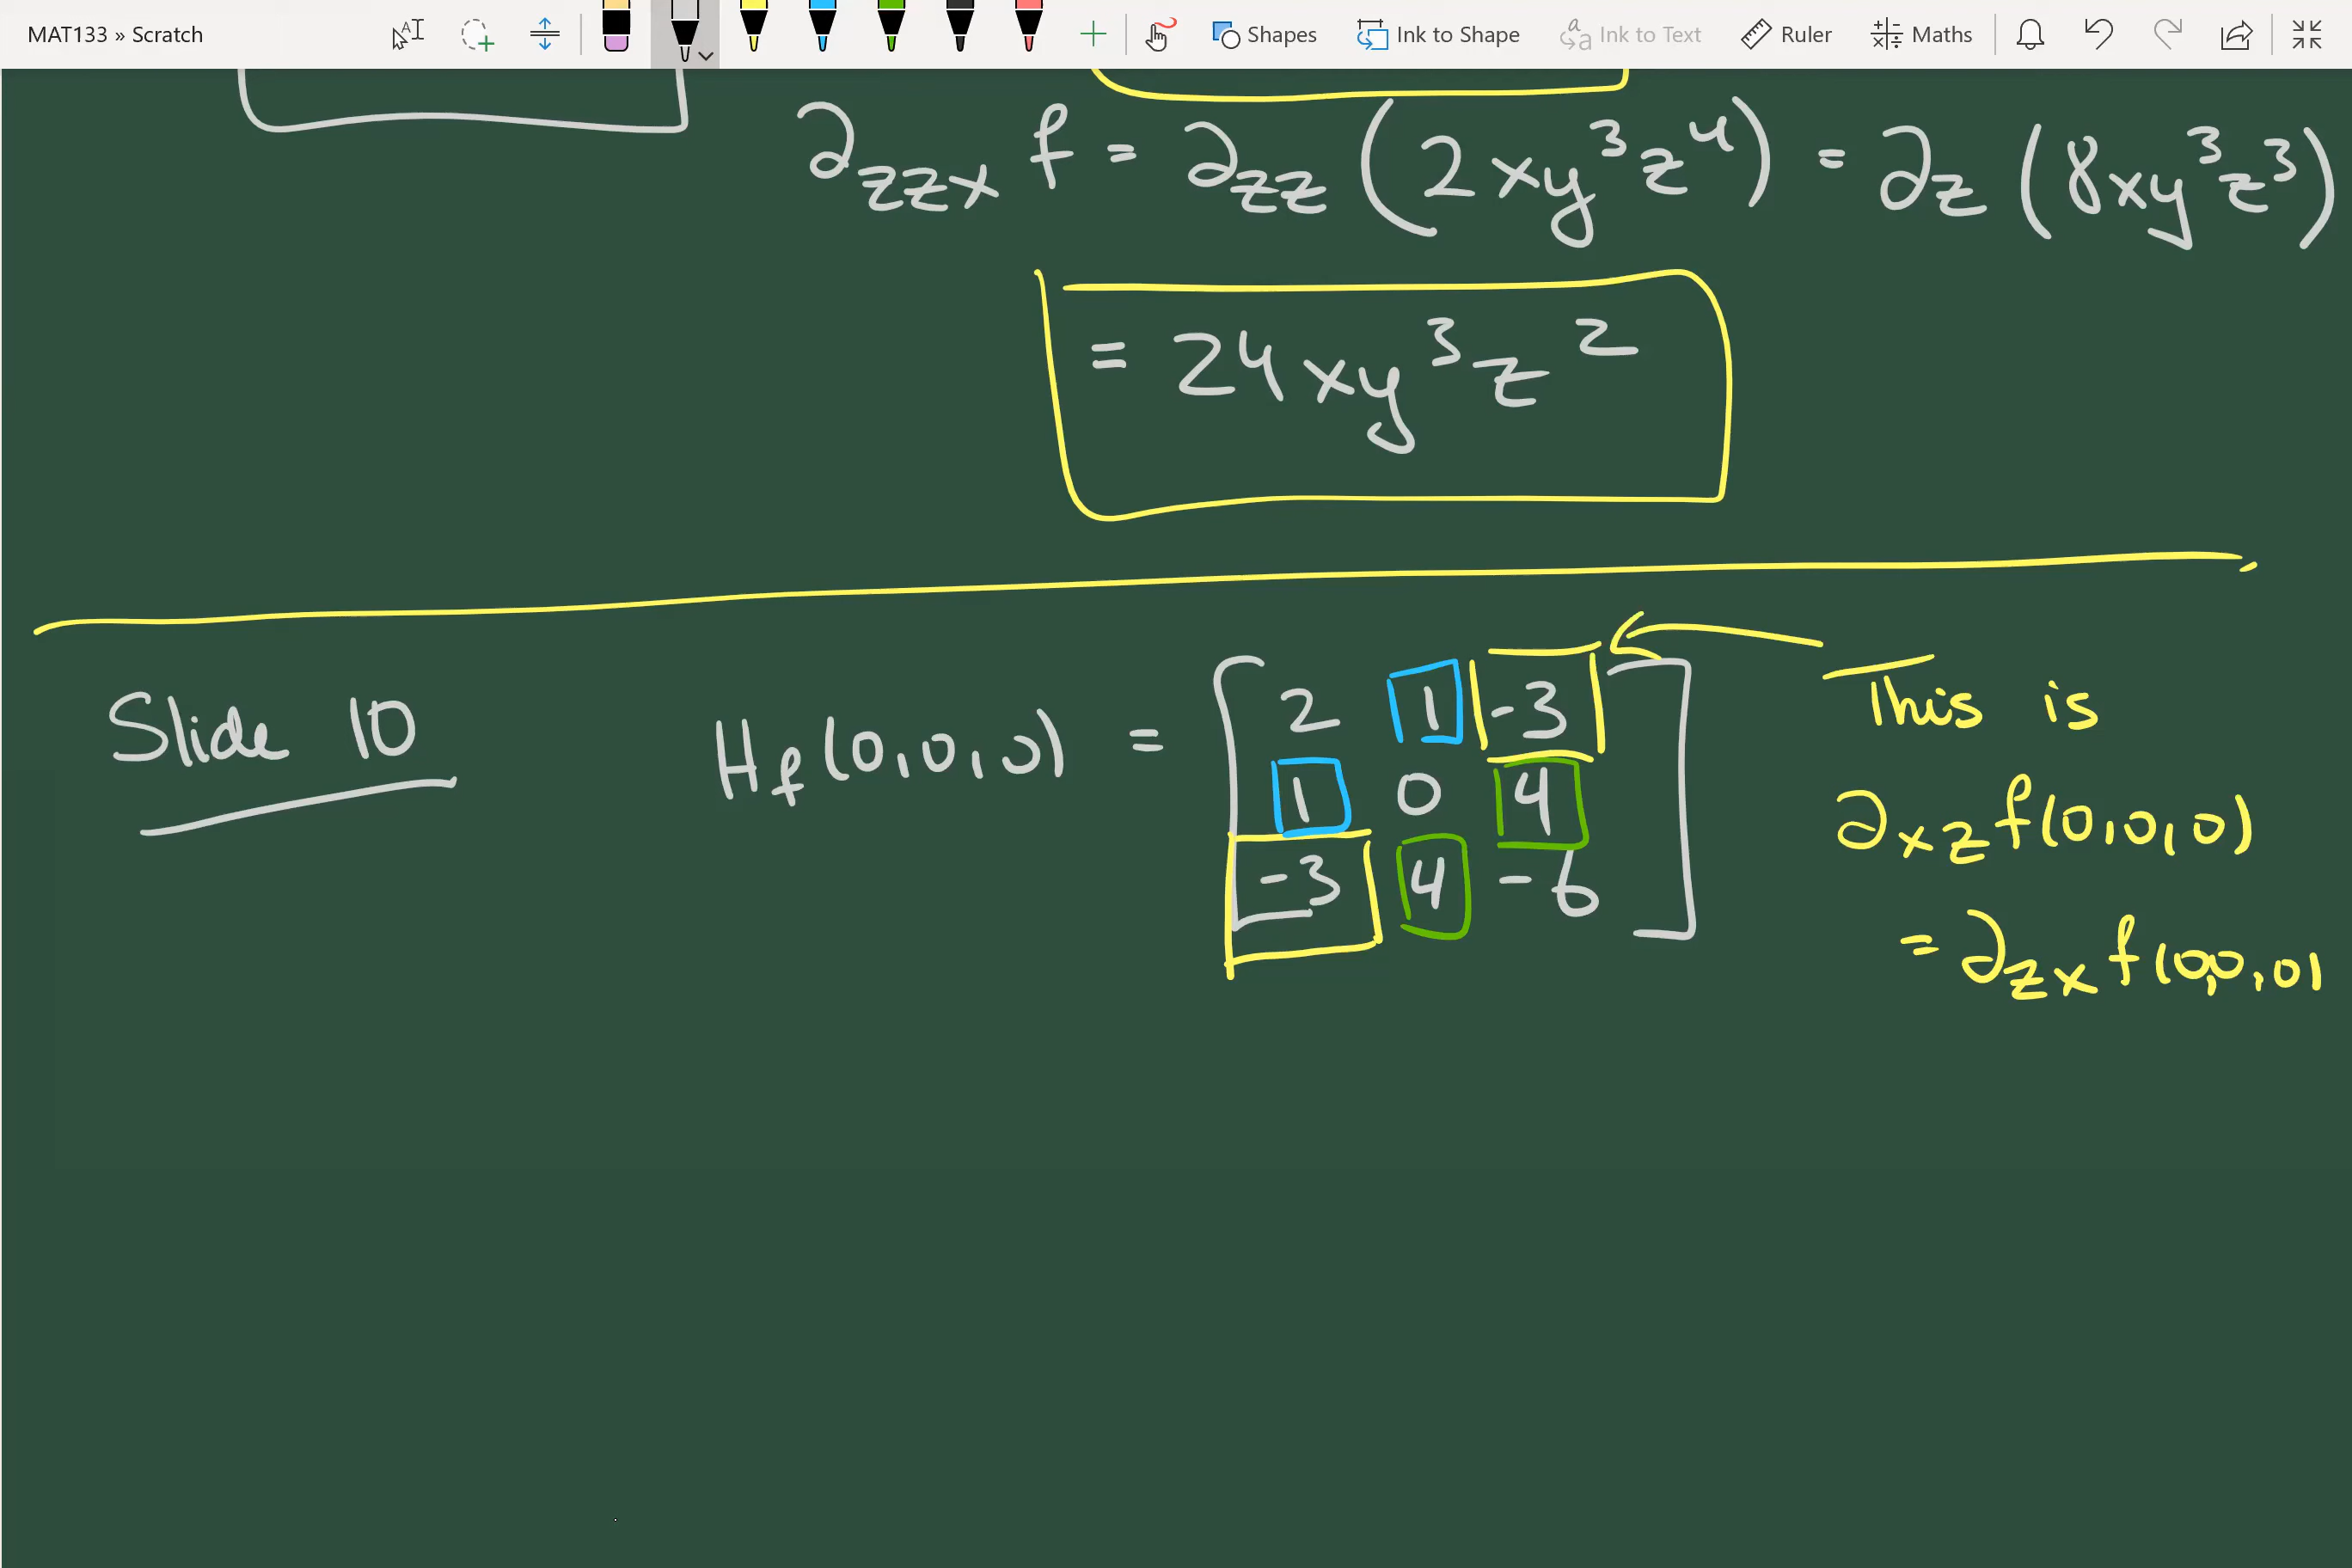 MAT133 » Scratch
Shapes Ink to Shape Ink to Text Ruler Maths
∂zzx f = ∂zz (2xy³z⁴) = ∂z (8xy³z³)
= 24xy³z²
Slide 10
Hf(0,0,0) =
2 1 -3
1 0 4
-3 4 -6
This is
∂xz f(0,0,0)
= ∂zx f(0,0,0)